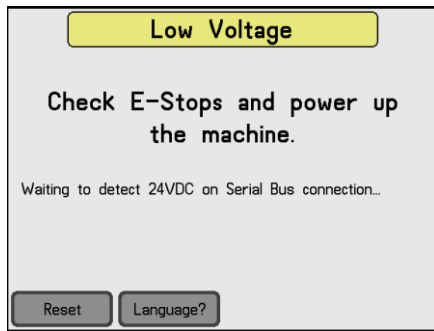 Low Voltage
Check E-Stops and power up
the machine.
Waiting to detect 24VDC on Serial Bus connection...
Reset
Language?